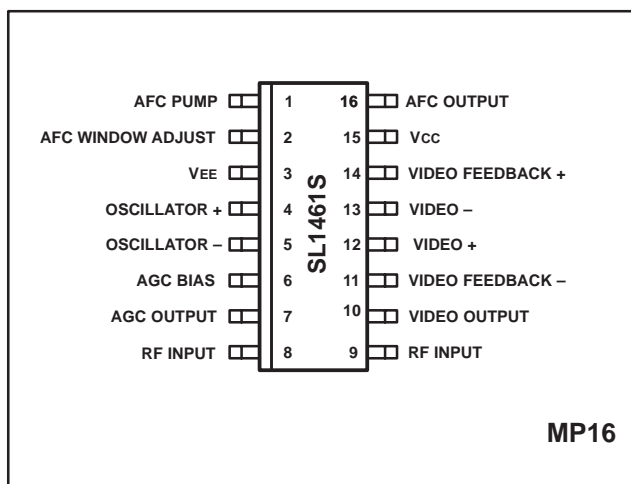 AFC PUMP 1 16 AFC OUTPUT
AFC WINDOW ADJUST 2 15 VCC
VEE 3 14 VIDEO FEEDBACK +
OSCILLATOR + 4 13 VIDEO –
OSCILLATOR – 5 12 VIDEO +
AGC BIAS 6 11 VIDEO FEEDBACK –
AGC OUTPUT 7 10 VIDEO OUTPUT
RF INPUT 8 9 RF INPUT
SL1461S
MP16